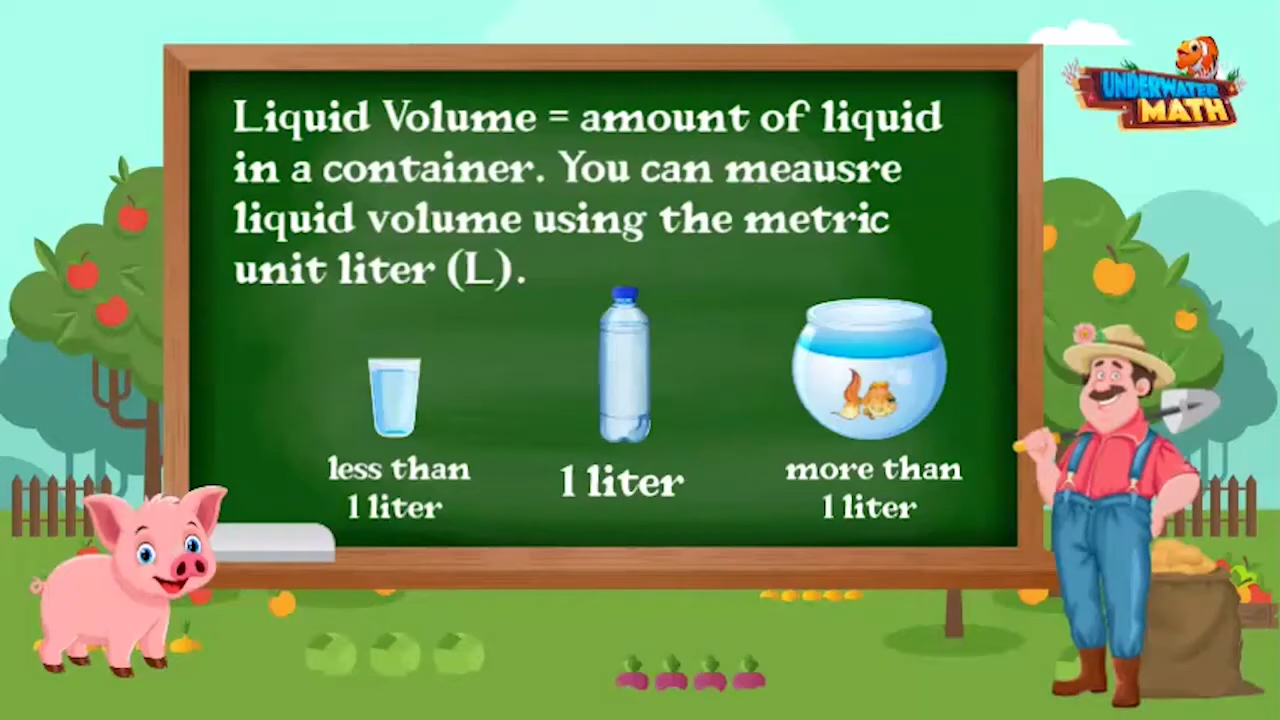 Liquid Volume = amount of liquid
in a container. You can meausre
liquid volume using the metric
unit liter (L).
less than
1 liter
1 liter
more than
1 liter
UNDERWATER
MATH